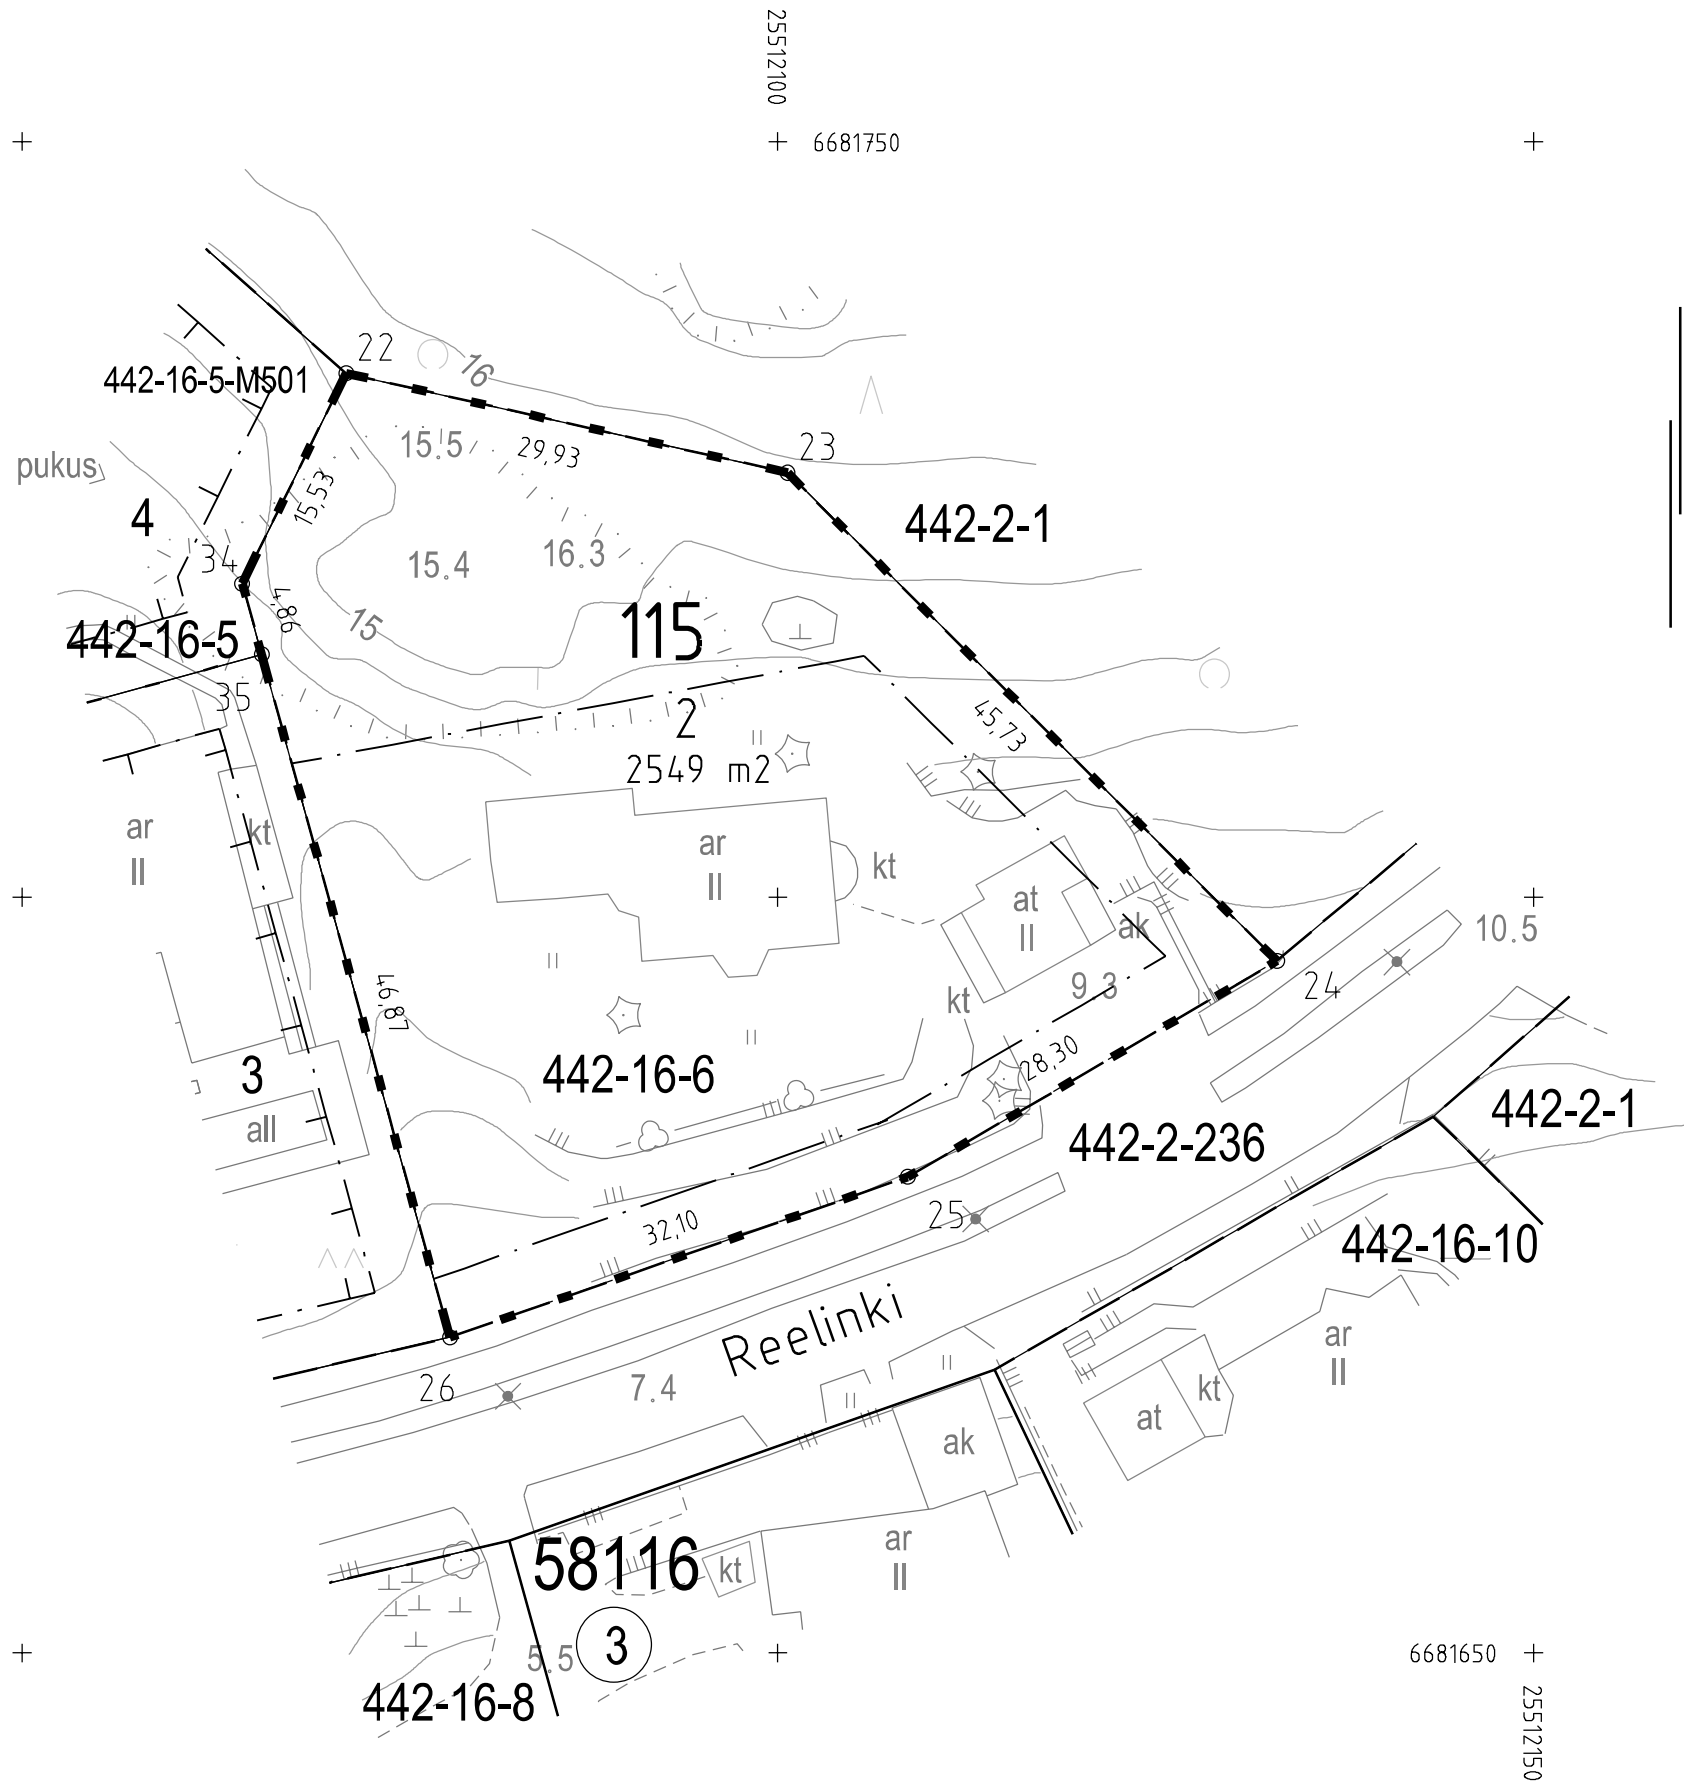 25512100
6681750
22
442-16-5-M501
16
15.5
29,93
23
pukus
15,53
4
442-2-1
34
15.4
16.3
4,86
15
115
442-16-5
35
2
45,73
2549 m2
ar
II
kt
ar
II
kt
at
II
ak
10.5
9.3
24
kt
46,87
28,30
3
442-16-6
all
442-2-1
442-2-236
25
32,10
442-16-10
Reelinki
ar
II
26
7.4
kt
at
ak
ar
II
58116
kt
3
5.5
6681650
442-16-8
25512150